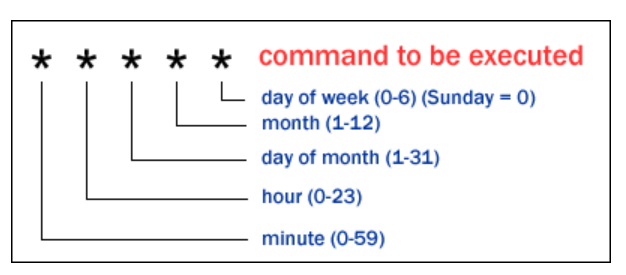 * * * * * command to be executed
day of week (0-6) (Sunday = 0)
month (1-12)
day of month (1-31)
hour (0-23)
minute (0-59)